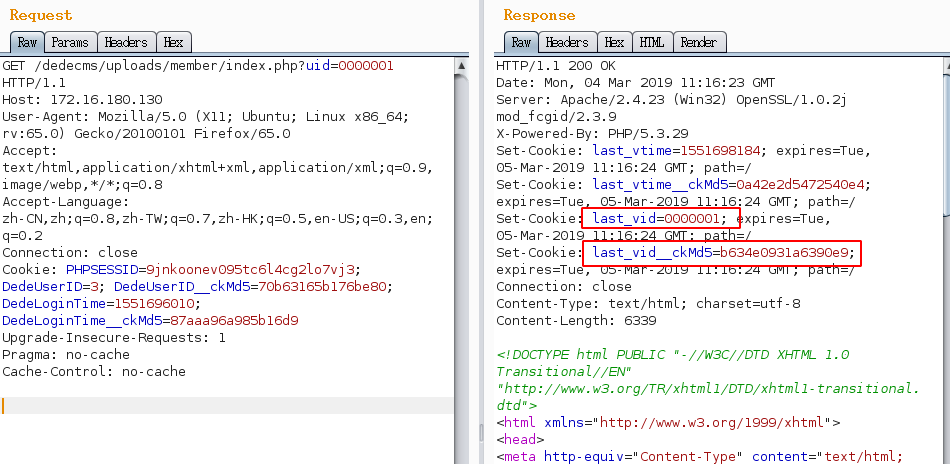 Request
Raw Params Headers Hex
GET /dedecms/uploads/member/index.php?uid=0000001
HTTP/1.1
Host: 172.16.180.130
User-Agent: Mozilla/5.0 (X11; Ubuntu; Linux x86_64;
rv:65.0) Gecko/20100101 Firefox/65.0
Accept:
text/html,application/xhtml+xml,application/xml;q=0.9,
image/webp,*/*;q=0.8
Accept-Language:
zh-CN,zh;q=0.8,zh-TW;q=0.7,zh-HK;q=0.5,en-US;q=0.3,en;
q=0.2
Connection: close
Cookie: PHPSESSID=9jnkoonev095tc6l4cg2lo7vj3;
DedeUserID=3; DedeUserID__ckMd5=70b63165b176be80;
DedeLoginTime=1551696010;
DedeLoginTime__ckMd5=87aaa96a985b16d9
Upgrade-Insecure-Requests: 1
Pragma: no-cache
Cache-Control: no-cache
Response
Raw Headers Hex HTML Render
HTTP/1.1 200 OK
Date: Mon, 04 Mar 2019 11:16:23 GMT
Server: Apache/2.4.23 (Win32) OpenSSL/1.0.2j
mod_fcgid/2.3.9
X-Powered-By: PHP/5.3.29
Set-Cookie: last_vtime=1551698184; expires=Tue,
05-Mar-2019 11:16:24 GMT; path=/
Set-Cookie: last_vtime__ckMd5=0a42e2d5472540e4;
expires=Tue, 05-Mar-2019 11:16:24 GMT; path=/
Set-Cookie: last_vid=0000001; expires=Tue,
05-Mar-2019 11:16:24 GMT; path=/
Set-Cookie: last_vid__ckMd5=b634e0931a6390e9;
expires=Tue, 05-Mar-2019 11:16:24 GMT; path=/
Connection: close
Content-Type: text/html; charset=utf-8
Content-Length: 6339
<!DOCTYPE html PUBLIC "-//W3C//DTD XHTML 1.0
Transitional//EN"
"http://www.w3.org/TR/xhtml1/DTD/xhtml1-transitional.
dtd">
<html xmlns="http://www.w3.org/1999/xhtml">
<head>
<meta http-equiv="Content-Type" content="text/html;